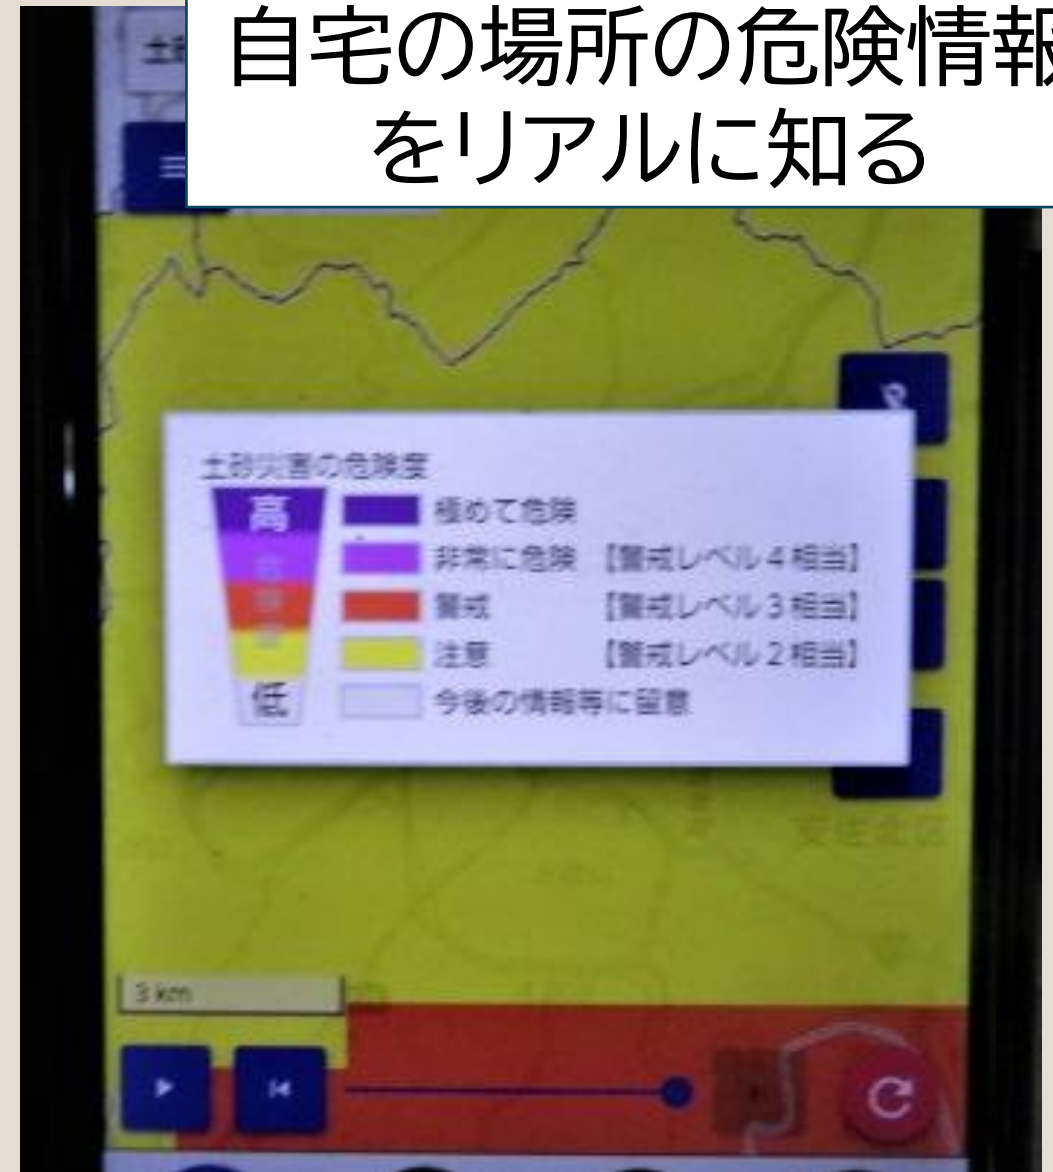 自宅の場所の危険情報
をリアルに知る
土砂災害の危険度
高
極めて危険
非常に危険 【警戒レベル4相当】
警戒 【警戒レベル3相当】
注意 【警戒レベル2相当】
低
今後の情報等に留意
安佐北区
3 km